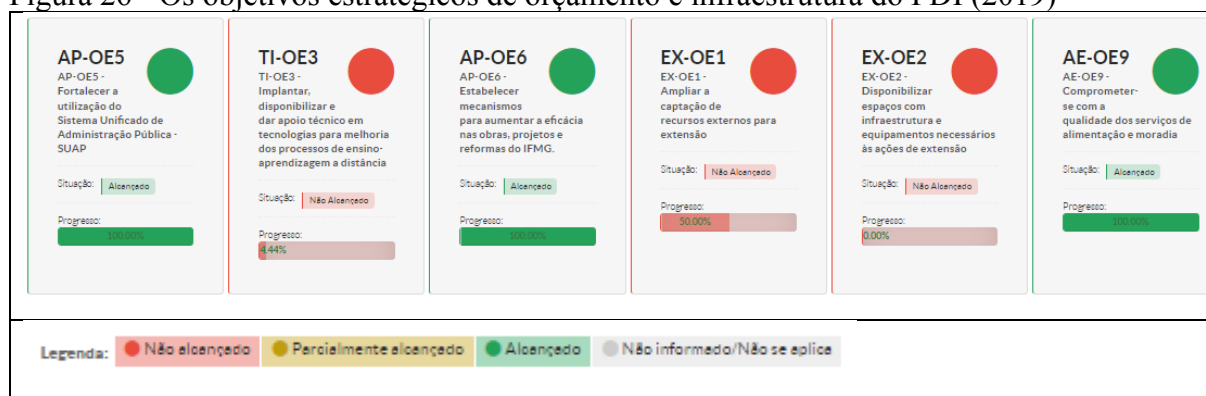 Figura 20 - Os objetivos estratégicos de orçamento e infraestrutura do PDI (2019)
AP-OE5
AP-OE5 -
Fortalecer a
utilização do
Sistema Unificado de
Administração Pública -
SUAP
Situação: Alcançado
Progresso:
100.00%
TI-OE3
TI-OE3 -
Implantar,
disponibilizar e
dar apoio técnico em
tecnologias para melhoria
dos processos de ensino-
aprendizagem a distância
Situação: Não Alcançado
Progresso:
4.44%
AP-OE6
AP-OE6 -
Estabelecer
mecanismos
para aumentar a eficácia
nas obras, projetos e
reformas do IFMG.
Situação: Alcançado
Progresso:
100.00%
EX-OE1
EX-OE1 -
Ampliar a
captação de
recursos externos para
extensão
Situação: Não Alcançado
Progresso:
50.00%
EX-OE2
EX-OE2 -
Disponibilizar
espaços com
infraestrutura e
equipamentos necessários
às ações de extensão
Situação: Não Alcançado
Progresso:
0.00%
AE-OE9
AE-OE9 -
Comprometer-
se com a
qualidade dos serviços de
alimentação e moradia
Situação: Alcançado
Progresso:
100.00%
Legenda: Não alcançado Parcialmente alcançado Alcançado Não informado/Não se aplica